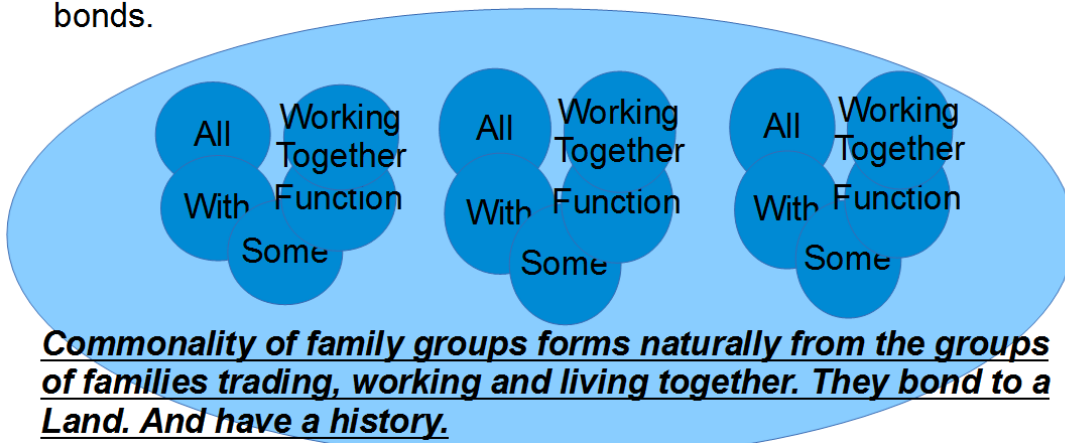 bonds.
All
Working
Together
With
Function
Some
All
Working
Together
With
Function
Some
All
Working
Together
With
Function
Some
Commonality of family groups forms naturally from the groups
of families trading, working and living together. They bond to a
Land. And have a history.